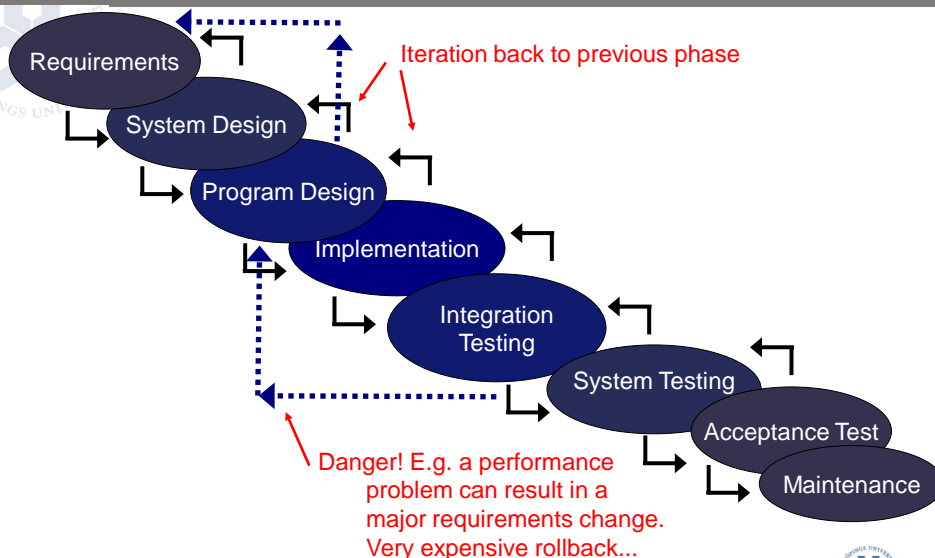 Requirements
Iteration back to previous phase
System Design
Program Design
Implementation
Integration
Testing
System Testing
Acceptance Test
Maintenance
Danger! E.g. a performance
problem can result in a
major requirements change.
Very expensive rollback...